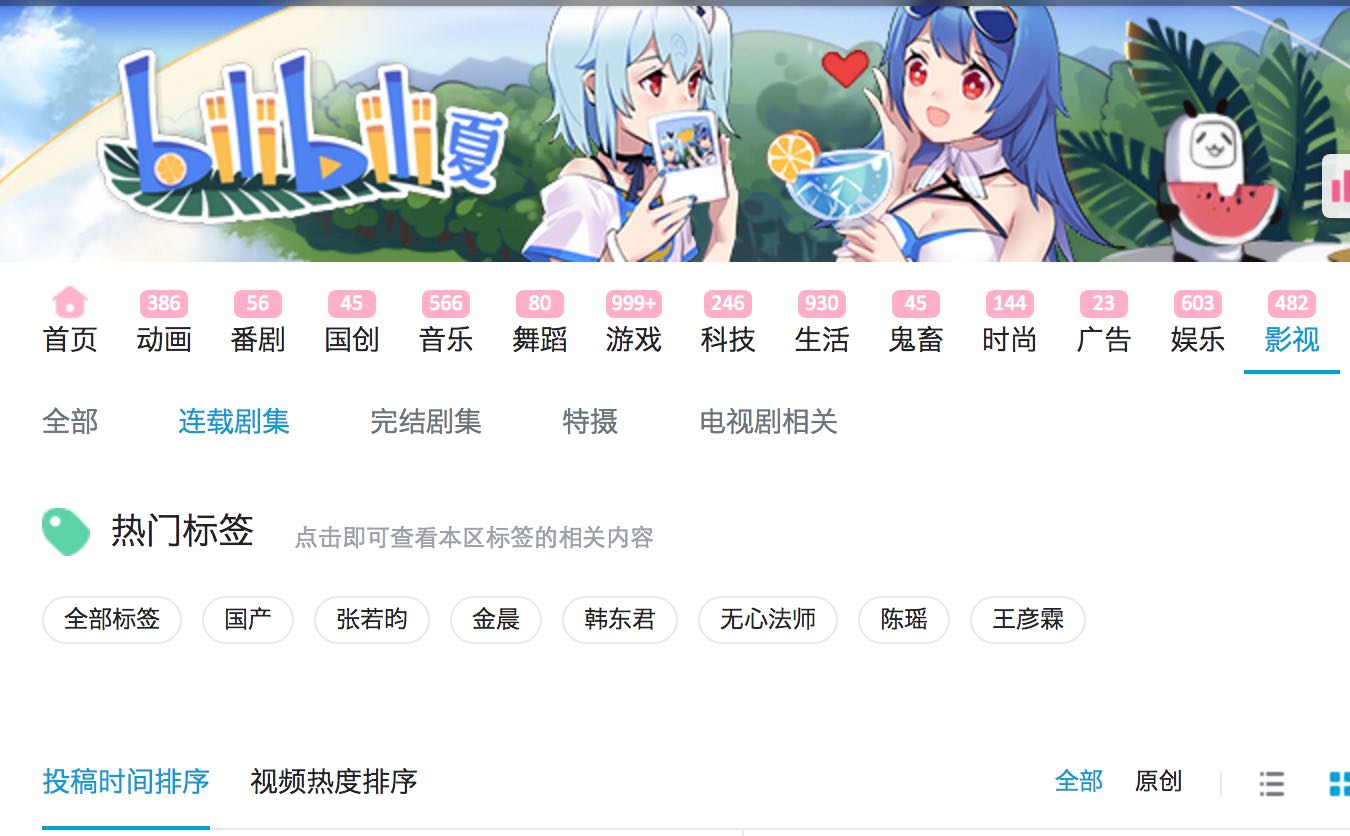 bilibili夏
386 56 45 566 80 999+ 246 930 45 144 23 603 482
首页 动画 番剧 国创 音乐 舞蹈 游戏 科技 生活 鬼畜 时尚 广告 娱乐 影视
全部 连载剧集 完结剧集 特摄 电视剧相关
热门标签 点击即可查看本区标签的相关内容
全部标签 国产 张若昀 金晨 韩东君 无心法师 陈瑶 王彦霖
投稿时间排序 视频热度排序 全部 原创